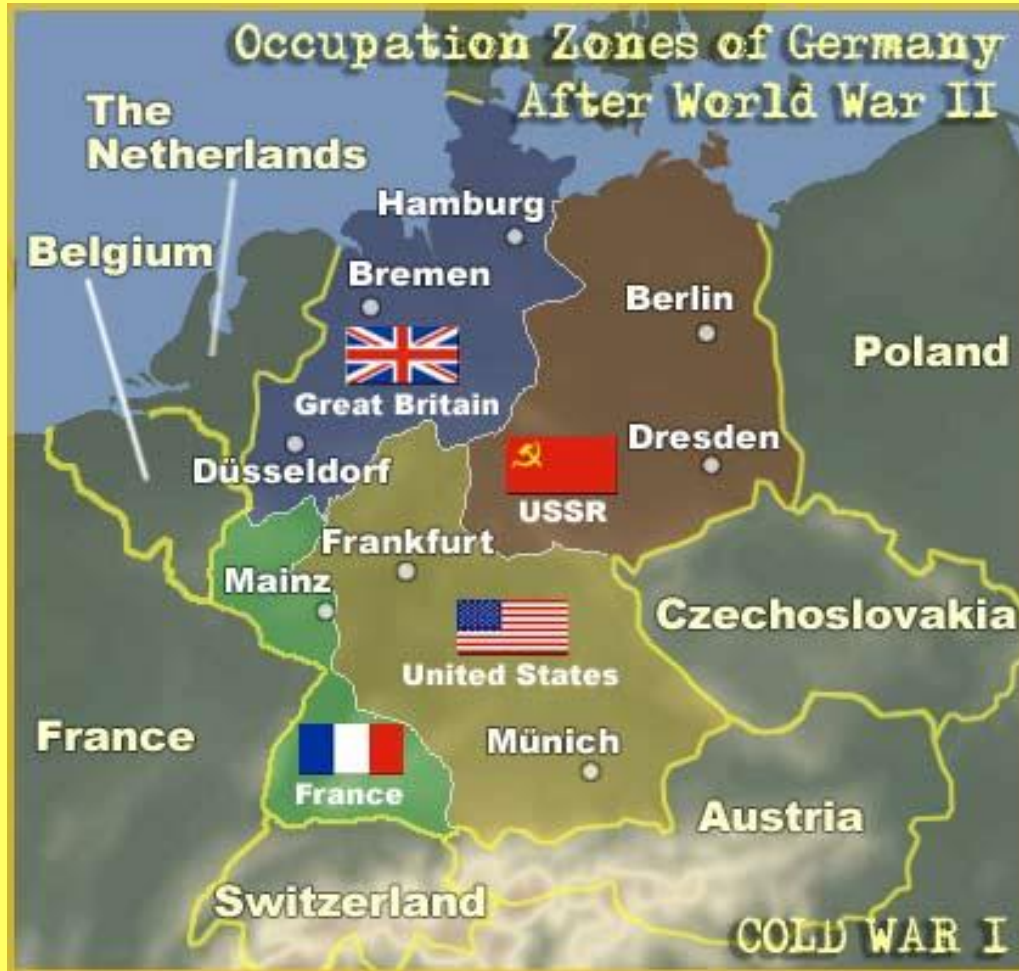 Occupation Zones of Germany
After World War II
The
Netherlands
Hamburg
Belgium
Bremen
Berlin
Poland
Great Britain
Dresden
Düsseldorf
USSR
Frankfurt
Mainz
Czechoslovakia
United States
France
Münich
France
Austria
Switzerland
COLD WAR I